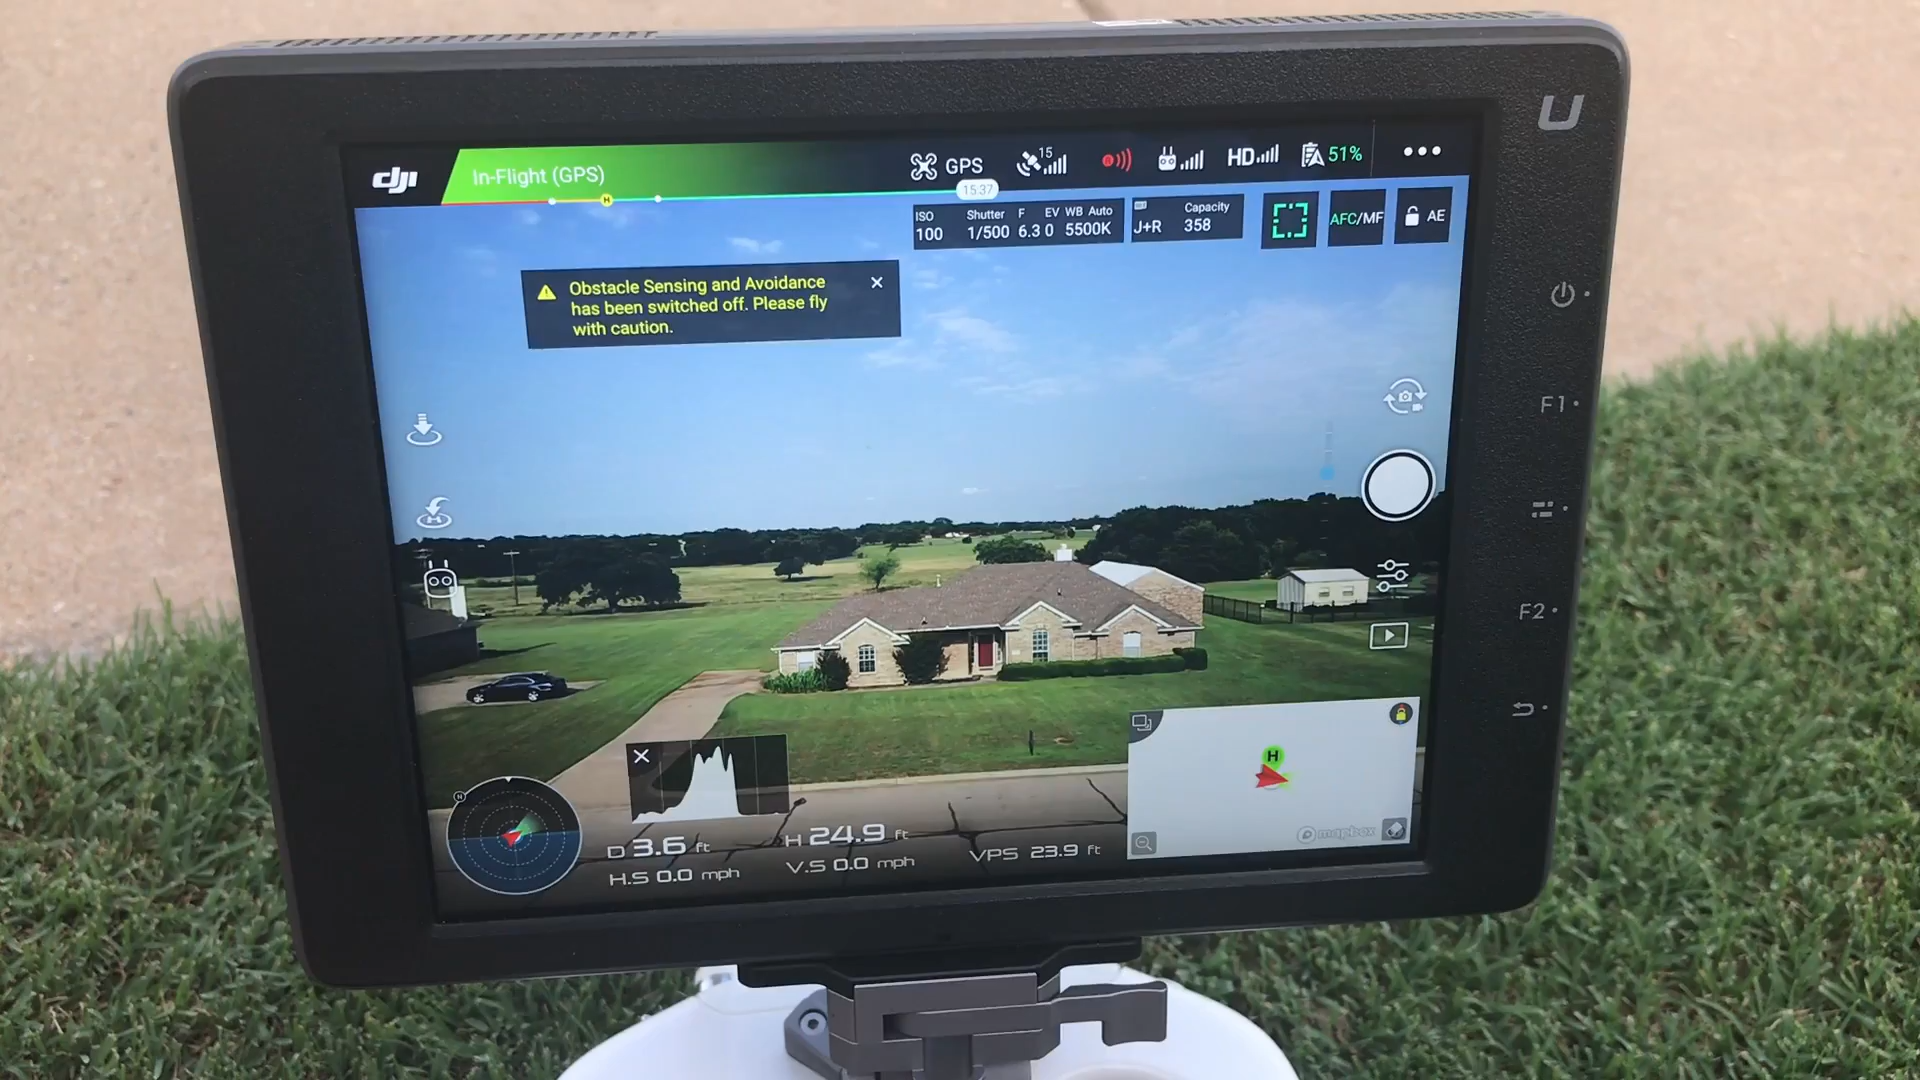 U
dji
In-Flight (GPS)
GPS
15
HD
51%
15:37
H
ISO
100
Shutter
1/500
F
6.3
EV
0
WB Auto
5500K
J+R
Capacity
358
AFC/MF
AE
Obstacle Sensing and Avoidance
has been switched off. Please fly
with caution.
F1
F2
H
H
mapbox
D 3.6 ft
H 24.9 ft
H.S 0.0 mph
V.S 0.0 mph
VPS 23.9 ft